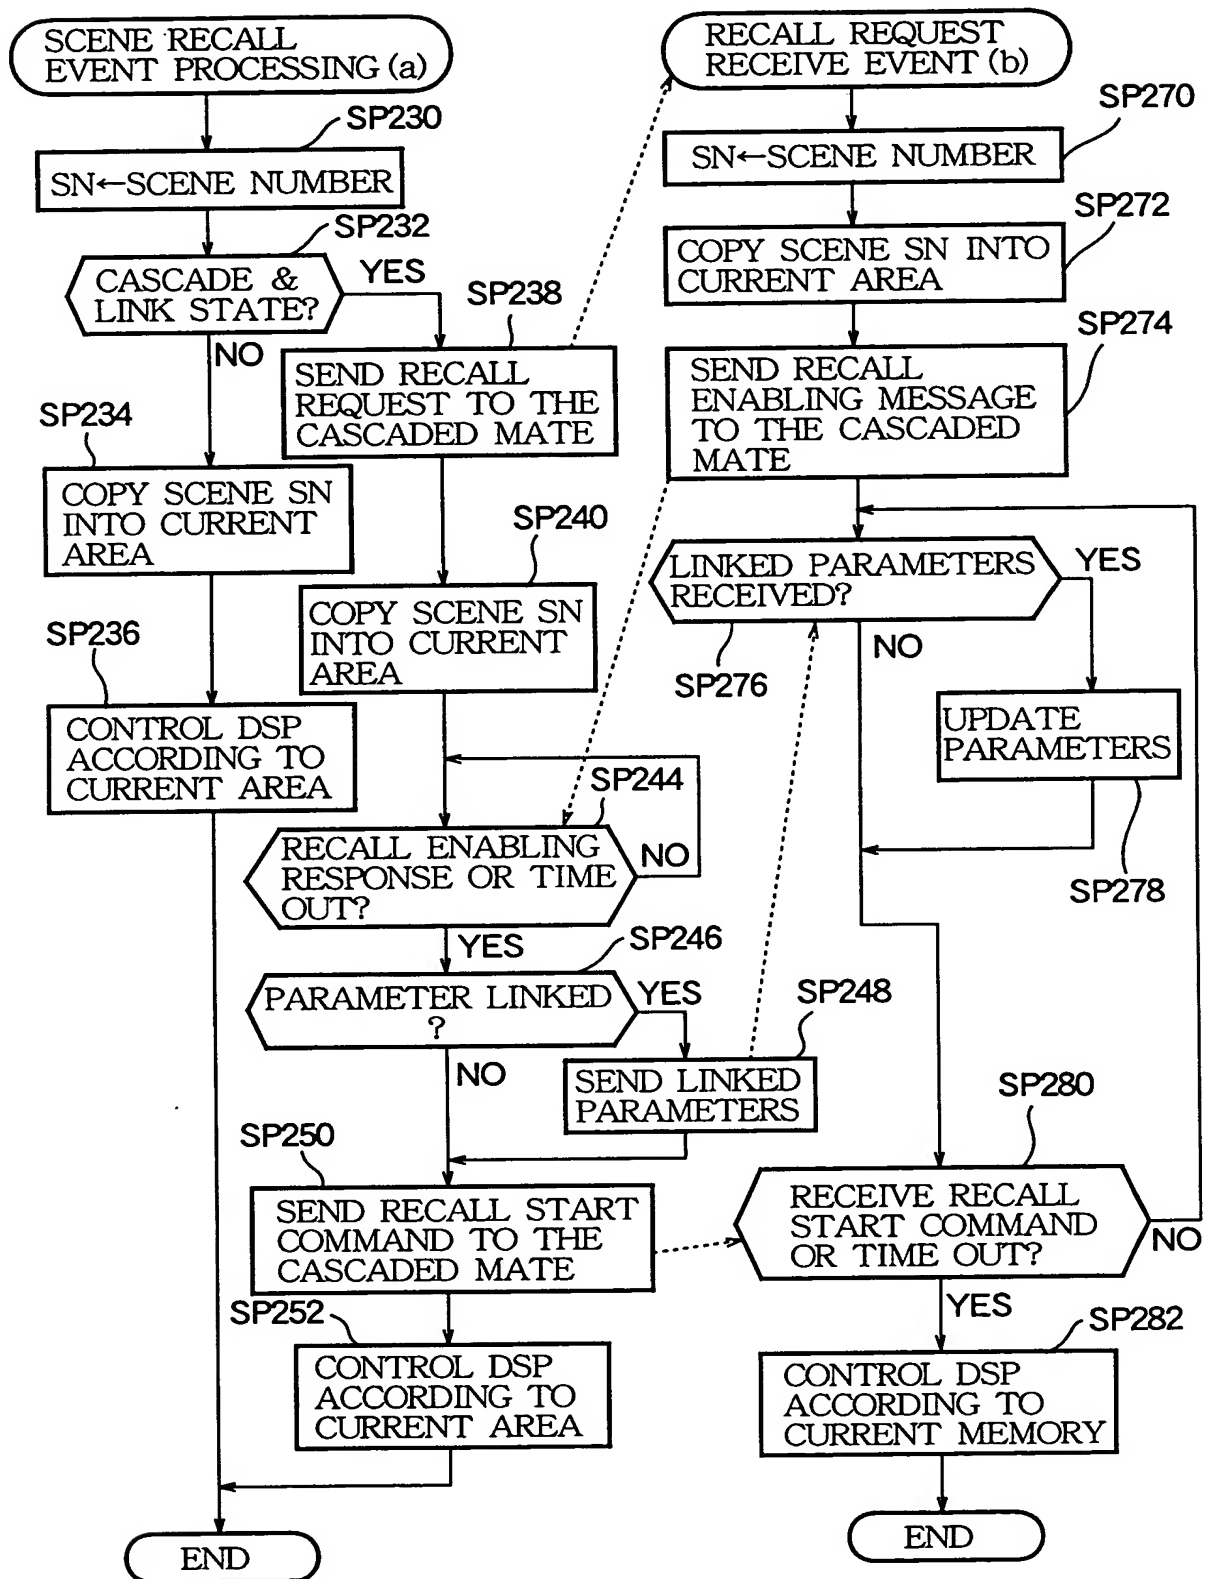 SCENE RECALL
EVENT PROCESSING (a)
SP230
SN←SCENE NUMBER
SP232
CASCADE &
LINK STATE?
YES
NO
SP238
SEND RECALL
REQUEST TO THE
CASCADED MATE
SP234
COPY SCENE SN
INTO CURRENT
AREA
SP240
COPY SCENE SN
INTO CURRENT
AREA
SP236
CONTROL DSP
ACCORDING TO
CURRENT AREA
SP244
RECALL ENABLING
RESPONSE OR TIME
OUT?
NO
YES
SP246
PARAMETER LINKED
?
YES
NO
SP248
SEND LINKED
PARAMETERS
SP250
SEND RECALL START
COMMAND TO THE
CASCADED MATE
SP252
CONTROL DSP
ACCORDING TO
CURRENT AREA
END
RECALL REQUEST
RECEIVE EVENT (b)
SP270
SN←SCENE NUMBER
SP272
COPY SCENE SN INTO
CURRENT AREA
SP274
SEND RECALL
ENABLING MESSAGE
TO THE CASCADED
MATE
LINKED PARAMETERS
RECEIVED?
YES
NO
SP276
UPDATE
PARAMETERS
SP278
SP280
RECEIVE RECALL
START COMMAND
OR TIME OUT?
NO
YES
SP282
CONTROL DSP
ACCORDING TO
CURRENT MEMORY
END